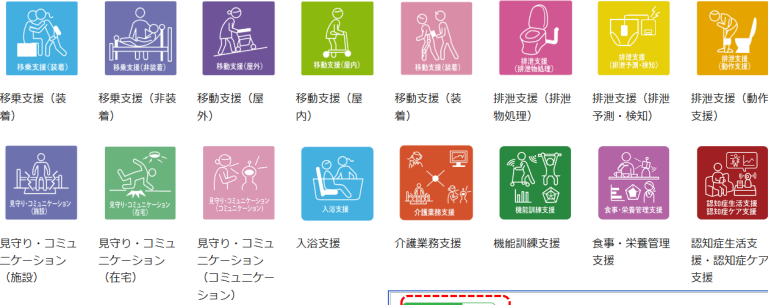 移乗支援(装着)
移乗支援(非装着)
移動支援(屋外)
移動支援(屋内)
移動支援(装着)
排泄支援
(排泄物処理)
排泄支援
(排泄予測・検知)
排泄支援
(動作支援)
移乗支援（装
着）
移乗支援（非装
着）
移動支援（屋
外）
移動支援（屋
内）
移動支援（装
着）
排泄支援（排泄
物処理）
排泄支援（排泄
予測・検知）
排泄支援（動作
支援）
見守り・コミュニケーション
(施設)
見守り・コミュニケーション
(在宅)
見守り・コミュニケーション
(コミュニケーション)
入浴支援
介護業務支援
機能訓練支援
食事・栄養管理支援
認知症生活支援
認知症ケア支援
見守り・コミュ
ニケーション
（施設）
見守り・コミュ
ニケーション
（在宅）
見守り・コミュ
ニケーション
（コミュニケー
ション）
入浴支援
介護業務支援
機能訓練支援
食事・栄養管理
支援
認知症生活支
援・認知症ケア
支援